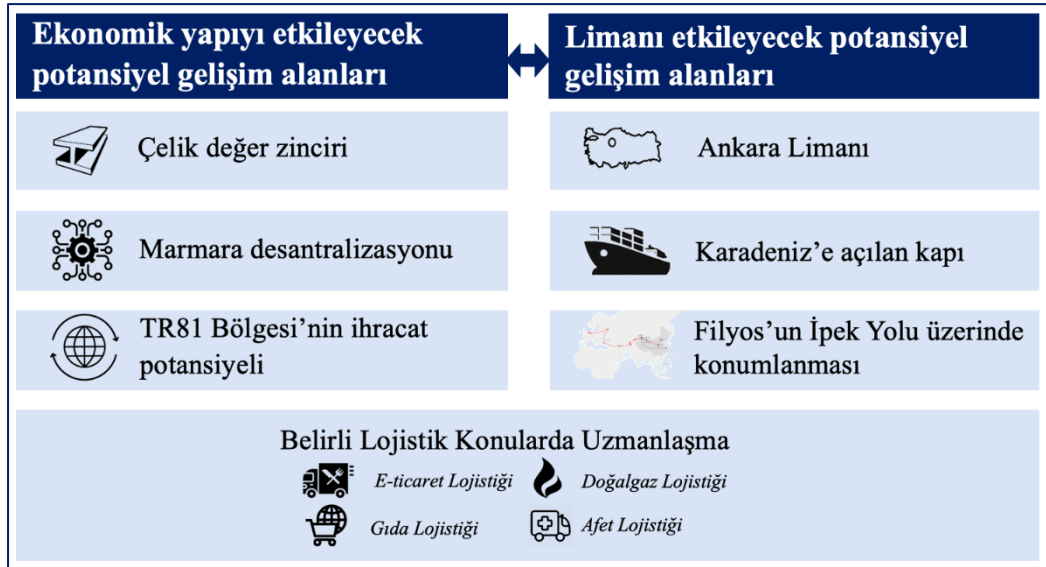 Ekonomik yapıyı etkileyecek
potansiyel gelişim alanları
Limanı etkileyecek potansiyel
gelişim alanları
Çelik değer zinciri
Ankara Limanı
Marmara desantralizasyonu
Karadeniz’e açılan kapı
TR81 Bölgesi’nin ihracat
potansiyeli
Filyos’un İpek Yolu üzerinde
konumlanması
Belirli Lojistik Konularda Uzmanlaşma
E-ticaret Lojistiği
Doğalgaz Lojistiği
Gıda Lojistiği
Afet Lojistiği